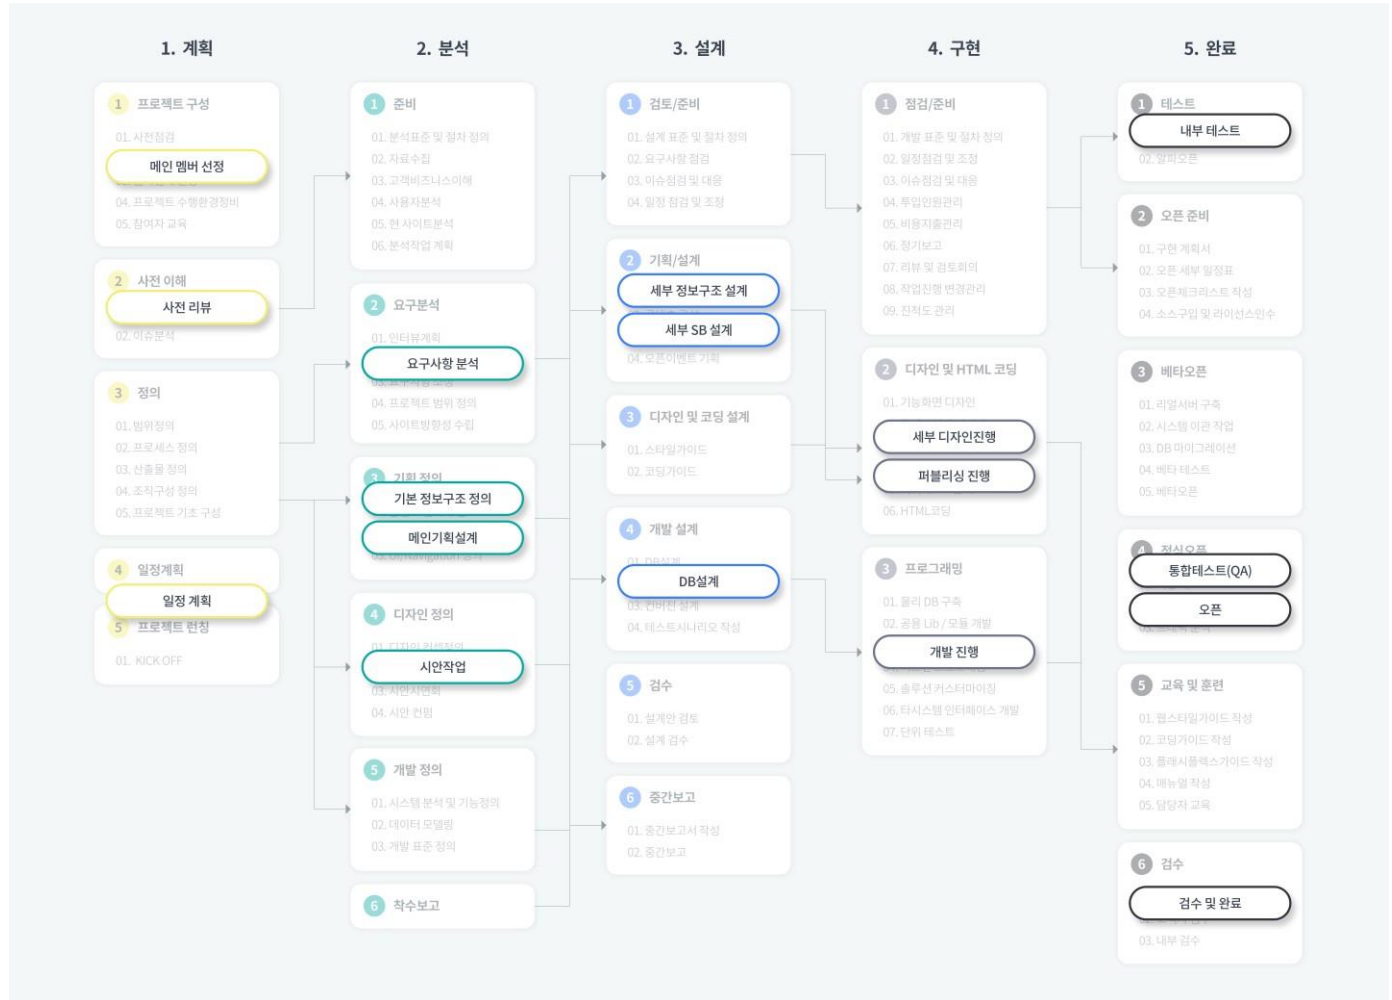 1. 계획
1 프로젝트 구성
01. 사전점검
메인 멤버 선정
04. 프로젝트 수행환경정비
05. 참여자 교육
2 사전 이해
사전 리뷰
02. 이슈분석
3 정의
01. 범위정의
02. 프로세스 정의
03. 산출물 정의
04. 조직구성 정의
05. 프로젝트 기초 구성
4 일정계획
일정 계획
5 프로젝트 런칭
01. KICK OFF
2. 분석
1 준비
01. 분석표준 및 절차 정의
02. 자료수집
03. 고객비즈니스이해
04. 사용자분석
05. 현 사이트분석
06. 분석작업 계획
2 요구분석
01. 인터뷰계획
요구사항 분석
03. 요구사항 조정
04. 프로젝트 범위 정의
05. 사이트방향성 수립
3 기획 정의
기본 정보구조 정의
메인기획설계
03. UI/Navigation 정의
4 디자인 정의
01. 디자인 컨셉정의
시안작업
03. 시안시연회
04. 시안 컨펌
5 개발 정의
01. 시스템 분석 및 기능정의
02. 데이터 모델링
03. 개발 표준 정의
6 착수보고
3. 설계
1 검토/준비
01. 설계 표준 및 절차 정의
02. 요구사항 점검
03. 이슈점검 및 대응
04. 일정 점검 및 조정
2 기획/설계
세부 정보구조 설계
세부 SB 설계
04. 오픈이벤트 기획
3 디자인 및 코딩 설계
01. 스타일가이드
02. 코딩가이드
4 개발 설계
01. DB설계
DB설계
03. 컨버전 설계
04. 테스트시나리오 작성
5 검수
01. 설계안 검토
02. 설계 검수
6 중간보고
01. 중간보고서 작성
02. 중간보고
4. 구현
1 점검/준비
01. 개발 표준 및 절차 정의
02. 일정점검 및 조정
03. 이슈점검 및 대응
04. 투입인원관리
05. 비용지출관리
06. 정기보고
07. 리뷰 및 검토회의
08. 작업진행 변경관리
09. 진척도 관리
2 디자인 및 HTML 코딩
01. 기능화면 디자인
세부 디자인진행
퍼블리싱 진행
06. HTML코딩
3 프로그래밍
01. 물리 DB 구축
02. 공용 Lib / 모듈 개발
개발 진행
05. 솔루션 커스터마이징
06. 타시스템 인터페이스 개발
07. 단위 테스트
5. 완료
1 테스트
내부 테스트
02. 알파오픈
2 오픈 준비
01. 구현 계획서
02. 오픈 세부 일정표
03. 오픈체크리스트 작성
04. 소스구입 및 라이선스인수
3 베타오픈
01. 리얼서버 구축
02. 시스템 이관 작업
03. DB 마이그레이션
04. 베타 테스트
05. 베타오픈
4 정식오픈
통합테스트(QA)
오픈
5 교육 및 훈련
01. 웹스타일가이드 작성
02. 코딩가이드 작성
03. 플래시플렉스가이드 작성
04. 매뉴얼 작성
05. 담당자 교육
6 검수
검수 및 완료
03. 내부 검수